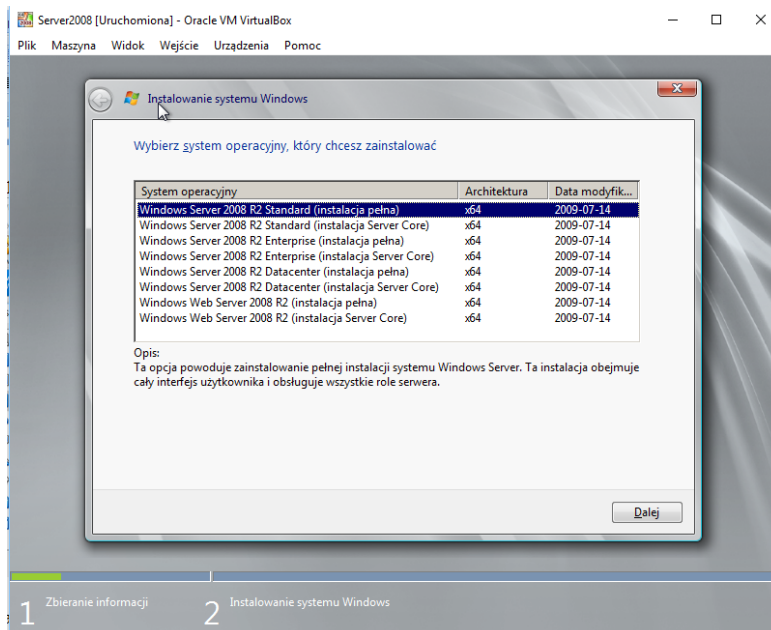 Server2008 [Uruchomiona] - Oracle VM VirtualBox
Plik Maszyna Widok Wejście Urządzenia Pomoc
Instalowanie systemu Windows
Wybierz system operacyjny, który chcesz zainstalować
System operacyjny Architektura Data modyfik...
Windows Server 2008 R2 Standard (instalacja pełna) x64 2009-07-14
Windows Server 2008 R2 Standard (instalacja Server Core) x64 2009-07-14
Windows Server 2008 R2 Enterprise (instalacja pełna) x64 2009-07-14
Windows Server 2008 R2 Enterprise (instalacja Server Core) x64 2009-07-14
Windows Server 2008 R2 Datacenter (instalacja pełna) x64 2009-07-14
Windows Server 2008 R2 Datacenter (instalacja Server Core) x64 2009-07-14
Windows Web Server 2008 R2 (instalacja pełna) x64 2009-07-14
Windows Web Server 2008 R2 (instalacja Server Core) x64 2009-07-14
Opis:
Ta opcja powoduje zainstalowanie pełnej instalacji systemu Windows Server. Ta instalacja obejmuje
cały interfejs użytkownika i obsługuje wszystkie role serwera.
Dalej
1 Zbieranie informacji 2 Instalowanie systemu Windows